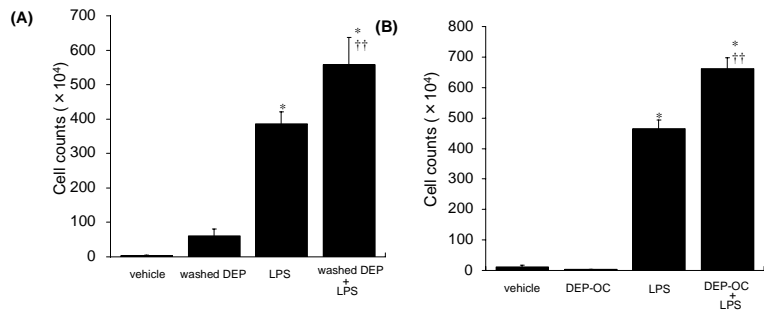 (A)
Cell counts (×10⁴)
700
600
500
400
300
200
100
0
*
*
††
vehicle
washed DEP
LPS
washed DEP
+
LPS
(B)
Cell counts (×10⁴)
800
700
600
500
400
300
200
100
0
*
*
††
vehicle
DEP-OC
LPS
DEP-OC
+
LPS